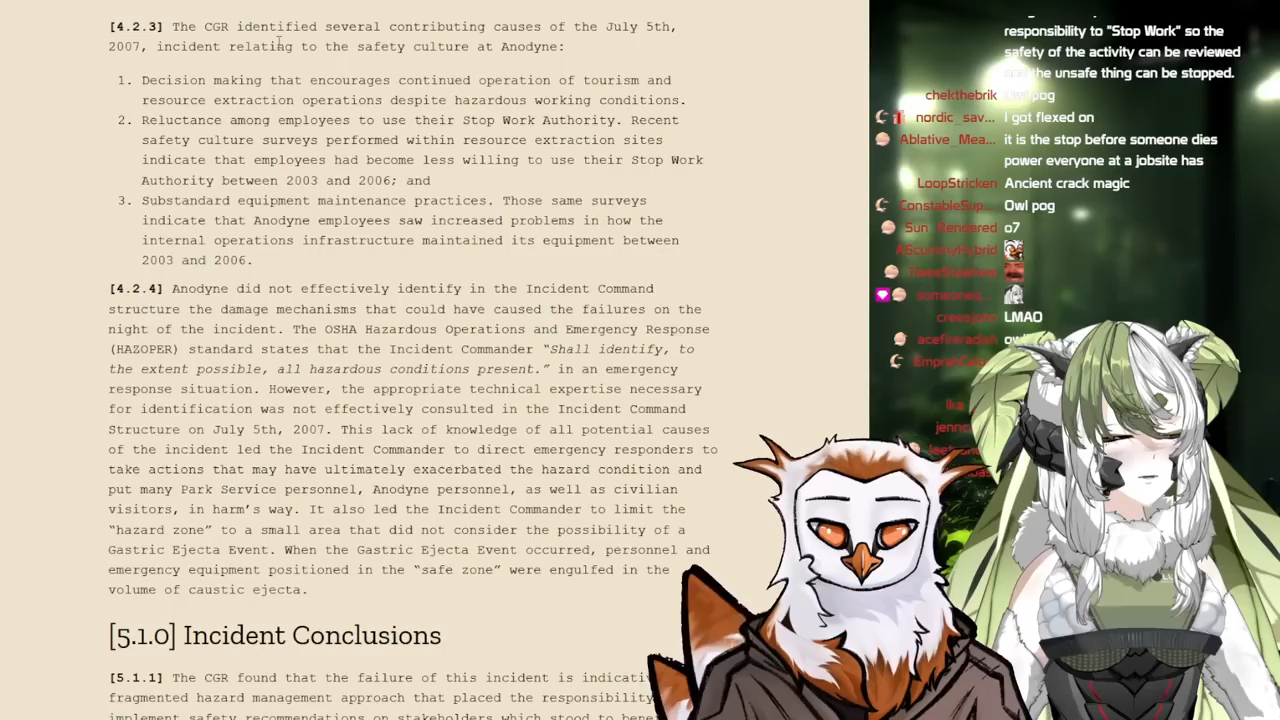 [4.2.3] The CGR identified several contributing causes of the July 5th,
2007, incident relating to the safety culture at Anodyne:
1. Decision making that encourages continued operation of tourism and
resource extraction operations despite hazardous working conditions.
2. Reluctance among employees to use their Stop Work Authority. Recent
safety culture surveys performed within resource extraction sites
indicate that employees had become less willing to use their Stop Work
Authority between 2003 and 2006; and
3. Substandard equipment maintenance practices. Those same surveys
indicate that Anodyne employees saw increased problems in how the
internal operations infrastructure maintained its equipment between
2003 and 2006.
[4.2.4] Anodyne did not effectively identify in the Incident Command
structure the damage mechanisms that could have caused the failures on the
night of the incident. The OSHA Hazardous Operations and Emergency Response
(HAZOPER) standard states that the Incident Commander “Shall identify, to
the extent possible, all hazardous conditions present.” in an emergency
response situation. However, the appropriate technical expertise necessary
for identification was not effectively consulted in the Incident Command
Structure on July 5th, 2007. This lack of knowledge of all potential causes
of the incident led the Incident Commander to direct emergency responders to
take actions that may have ultimately exacerbated the hazard condition and
put many Park Service personnel, Anodyne personnel, as well as civilian
visitors, in harm’s way. It also led the Incident Commander to limit the
“hazard zone” to a small area that did not consider the possibility of a
Gastric Ejecta Event. When the Gastric Ejecta Event occurred, personnel and
emergency equipment positioned in the “safe zone” were engulfed in the
volume of caustic ejecta.
[5.1.0] Incident Conclusions
[5.1.1] The CGR found that the failure of this incident is
fragmented hazard management approach that placed the responsibility
implement safety recommendations on stakeholders which stood to
responsibility to "Stop Work" so the
safety of the activity can be reviewed
the unsafe thing can be stopped.
chekthebrik Owl pog
nordic_sav... I got flexed on
Ablative_Mea... it is the stop before someone dies
power everyone at a jobsite has
LoopStricken Ancient crack magic
ConstableSup... Owl pog
Sun_Rendered o7
AScummyHybrid
someoneq...
creesjohn LMAO
acefireradish